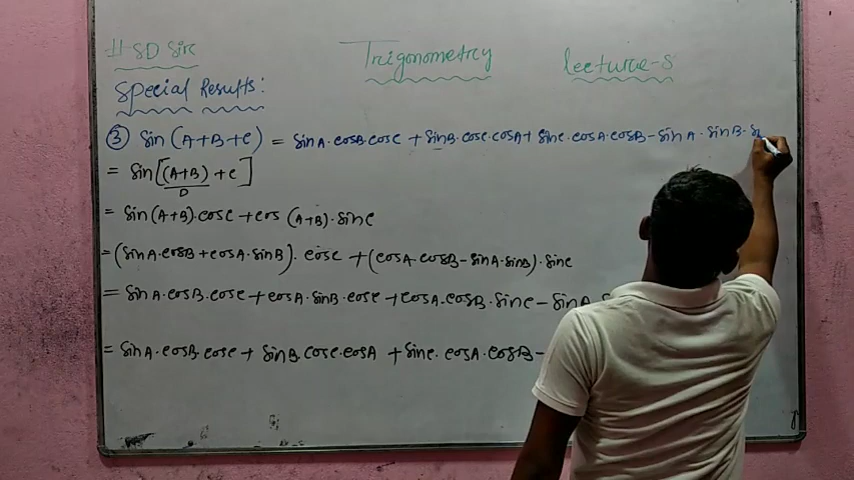 #SD Sir Trigonometry lecture-8
Special Results:
③ Sin (A+B+C) = SinA·cosB·cosC + SinB·cosC·cosA + SinC·cosA·cosB - SinA·SinB·
= Sin[(A+B) + C]
D
= Sin(A+B)·cosC + cos (A+B)·SinC
= (SinA·cosB + cosA·SinB)·cosC + (cosA·cosB - SinA·SinB)·SinC
= SinA·cosB·cosC + cosA·SinB·cosC + cosA·cosB·SinC - SinA
= SinA·cosB·cosC + SinB·cosC·cosA + SinC·cosA·cosB -